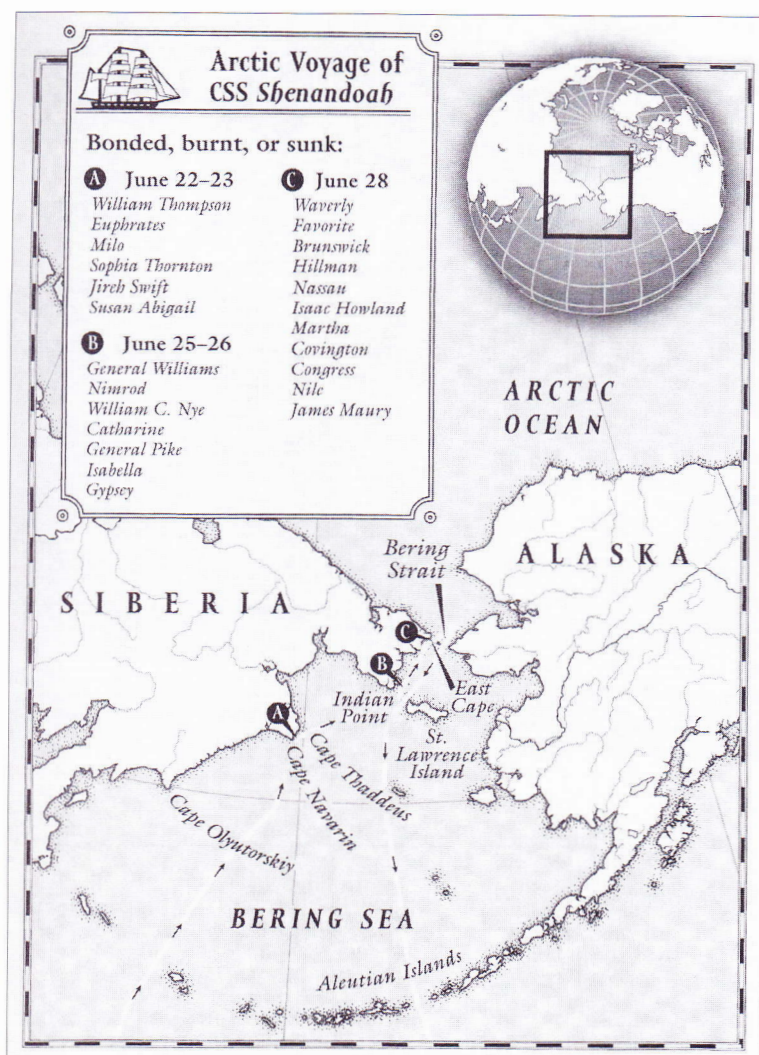 Arctic Voyage of
CSS Shenandoah
Bonded, burnt, or sunk:
A June 22–23
William Thompson
Euphrates
Milo
Sophia Thornton
Jireh Swift
Susan Abigail
B June 25–26
General Williams
Nimrod
William C. Nye
Catharine
General Pike
Isabella
Gypsey
C June 28
Waverly
Favorite
Brunswick
Hillman
Nassau
Isaac Howland
Martha
Covington
Congress
Nile
James Maury
ARCTIC
OCEAN
Bering
Strait
ALASKA
SIBERIA
C
B
East
Cape
Indian
Point
A
St.
Lawrence
Island
Cape Thaddeus
Cape Navarin
Cape Olyutorskiy
BERING SEA
Aleutian Islands